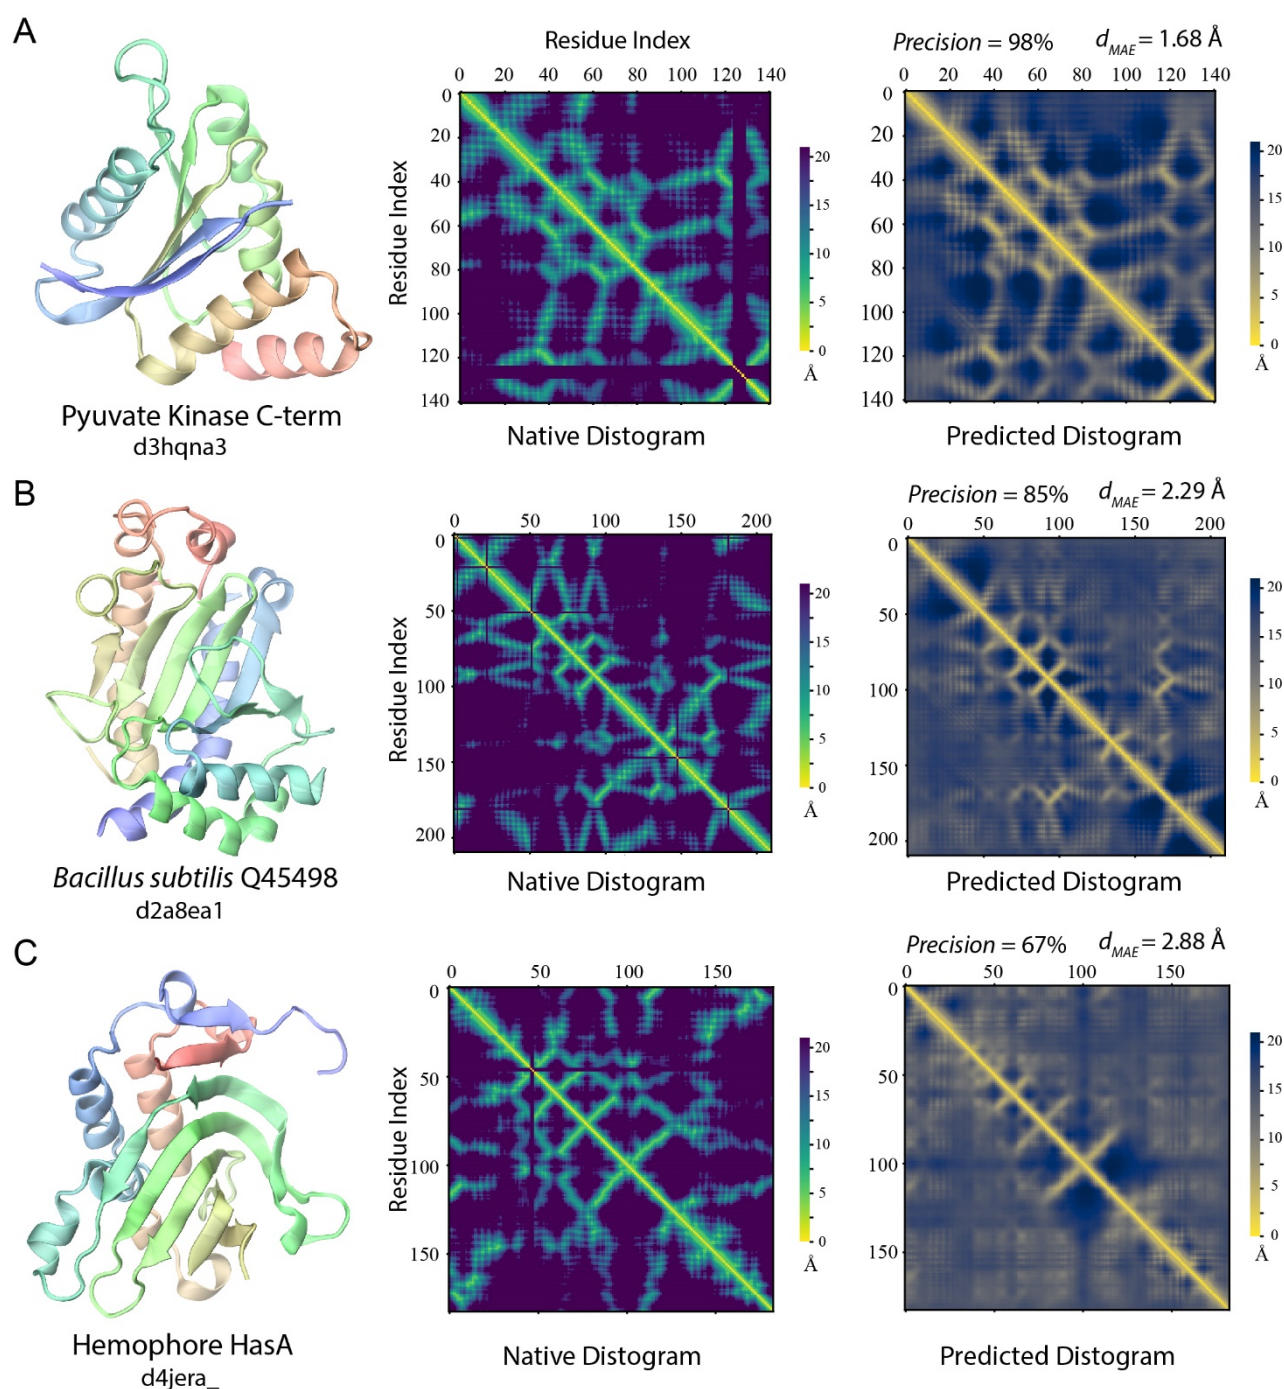 A
Residue Index
Precision = 98% d_MAE = 1.68 Å
0 20 40 60 80 100 120 140
0 20 40 60 80 100 120 140
Residue Index
0
20
40
60
80
100
120
140
20
15
10
5
0
Å
0
20
40
60
80
100
120
140
20
15
10
5
0
Å
Pyuvate Kinase C-term
d3hqna3
Native Distogram
Predicted Distogram
B
Precision = 85% d_MAE = 2.29 Å
0 50 100 150 200
0 50 100 150 200
Residue Index
0
50
100
150
200
20
15
10
5
0
Å
0
50
100
150
200
20
15
10
5
0
Å
Bacillus subtilis Q45498
d2a8ea1
Native Distogram
Predicted Distogram
C
Precision = 67% d_MAE = 2.88 Å
0 50 100 150
0 50 100 150
Residue Index
0
50
100
150
20
15
10
5
0
Å
0
50
100
150
20
15
10
5
0
Å
Hemophore HasA
d4jera_
Native Distogram
Predicted Distogram